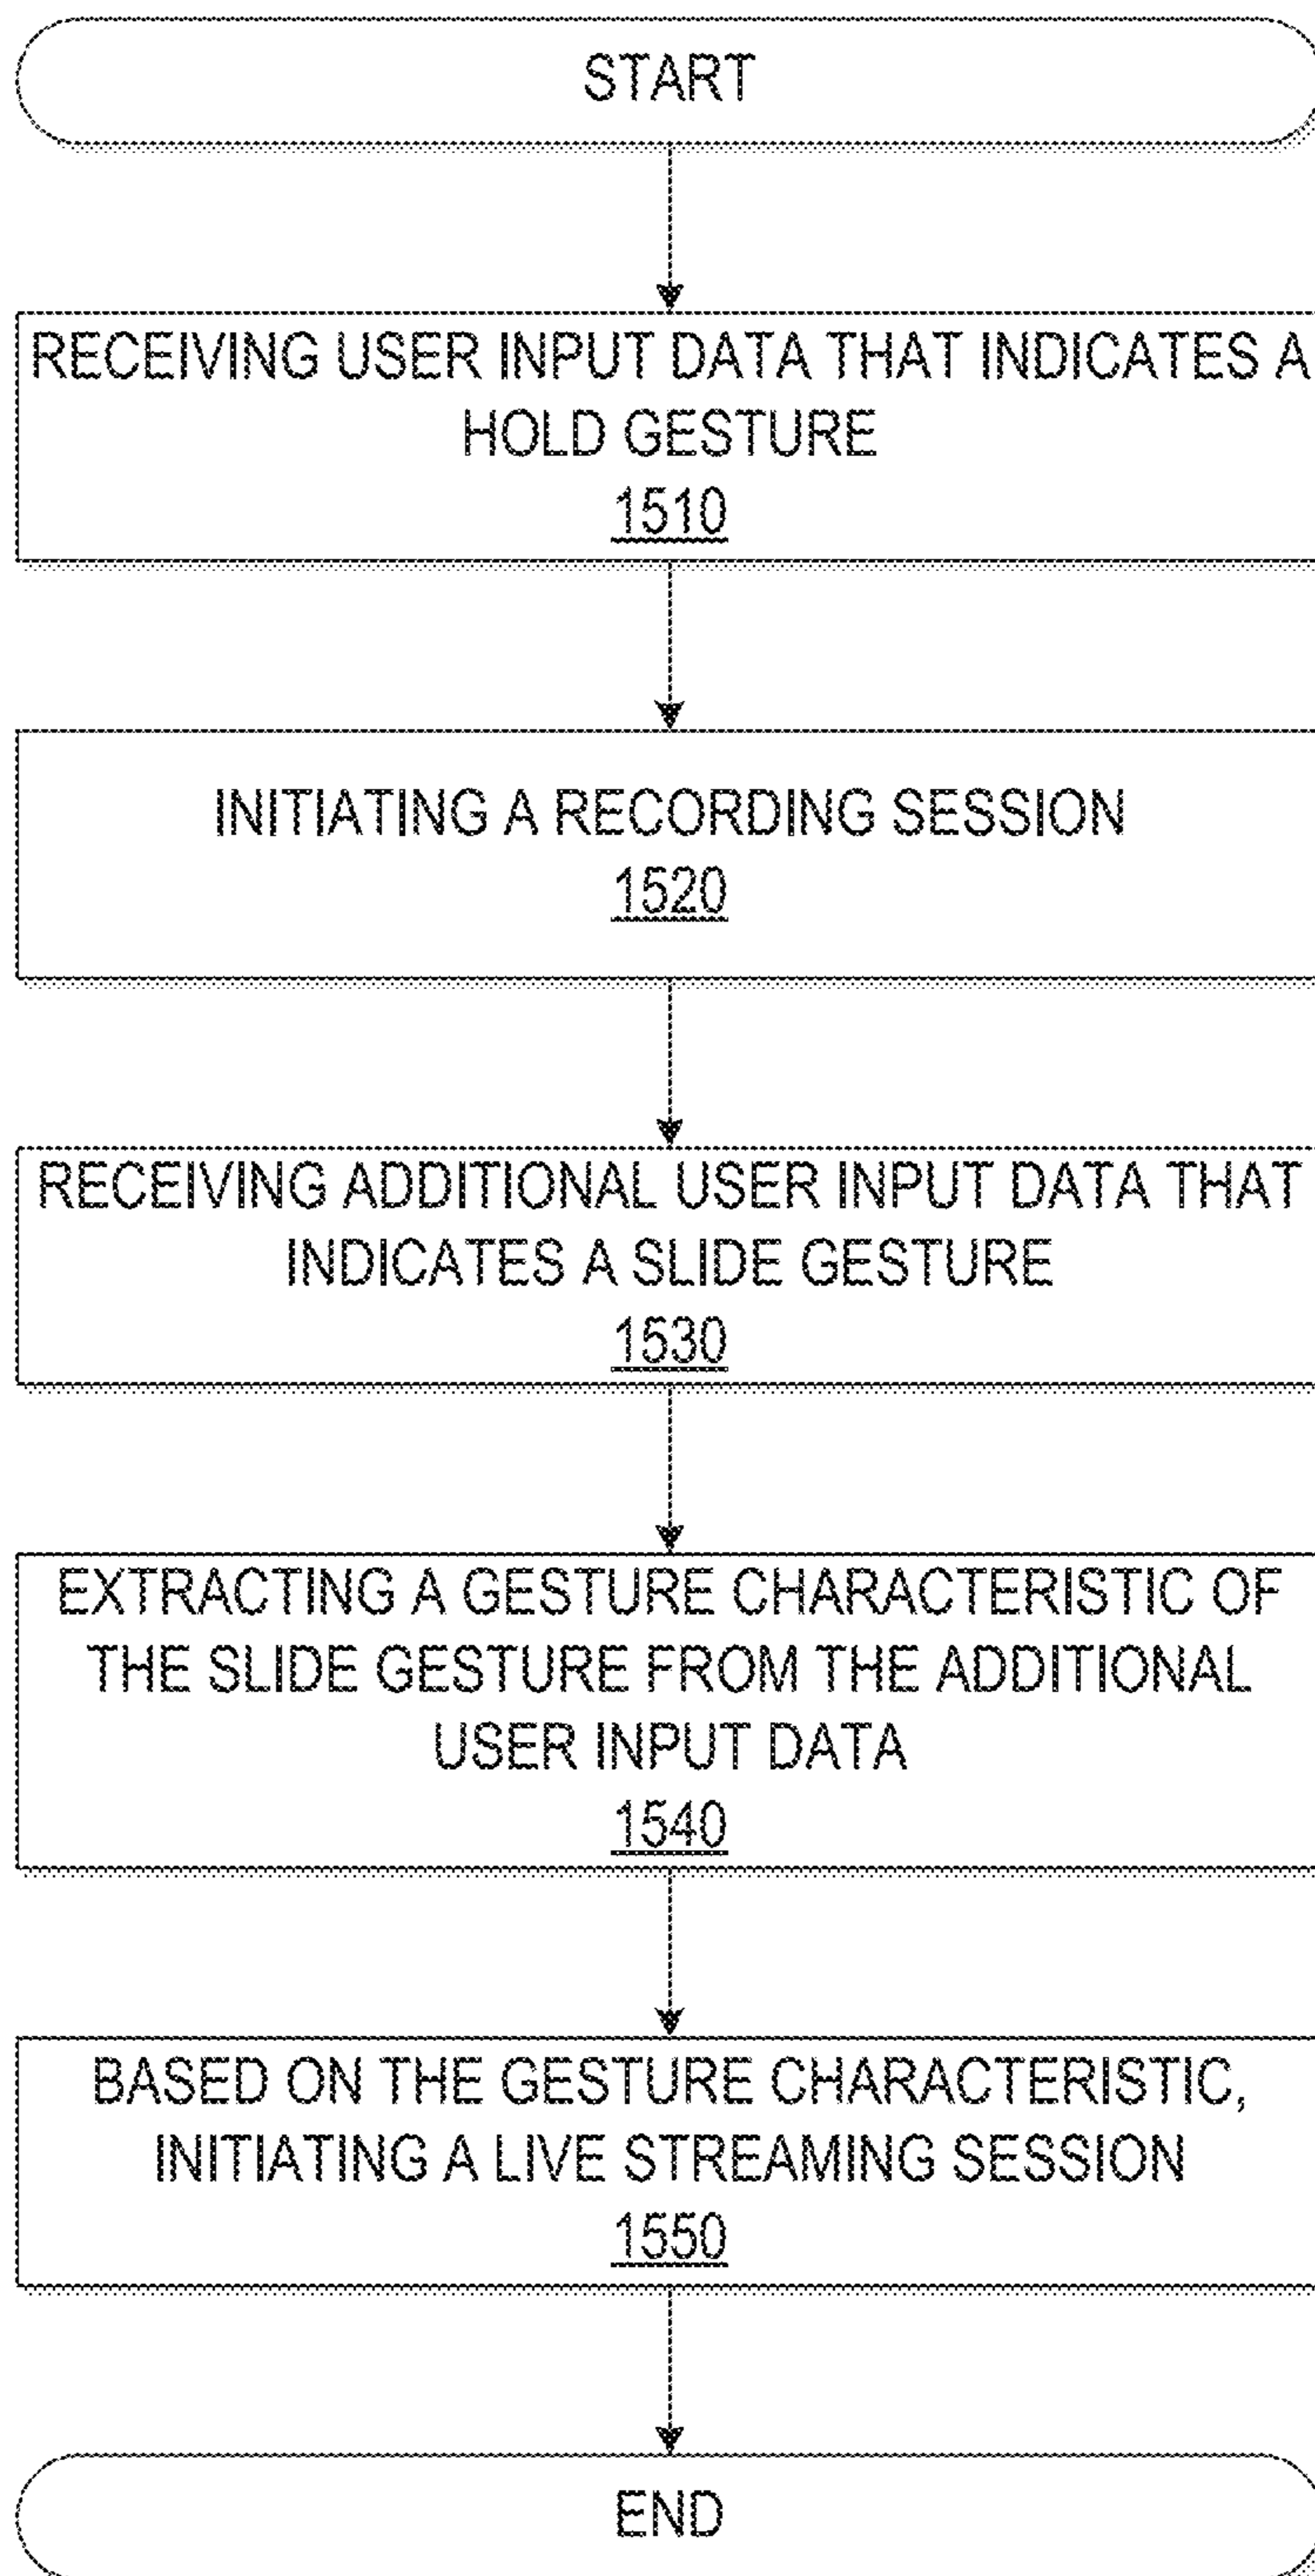 START
RECEIVING USER INPUT DATA THAT INDICATES A
HOLD GESTURE
1510
INITIATING A RECORDING SESSION
1520
RECEIVING ADDITIONAL USER INPUT DATA THAT
INDICATES A SLIDE GESTURE
1530
EXTRACTING A GESTURE CHARACTERISTIC OF
THE SLIDE GESTURE FROM THE ADDITIONAL
USER INPUT DATA
1540
BASED ON THE GESTURE CHARACTERISTIC,
INITIATING A LIVE STREAMING SESSION
1550
END